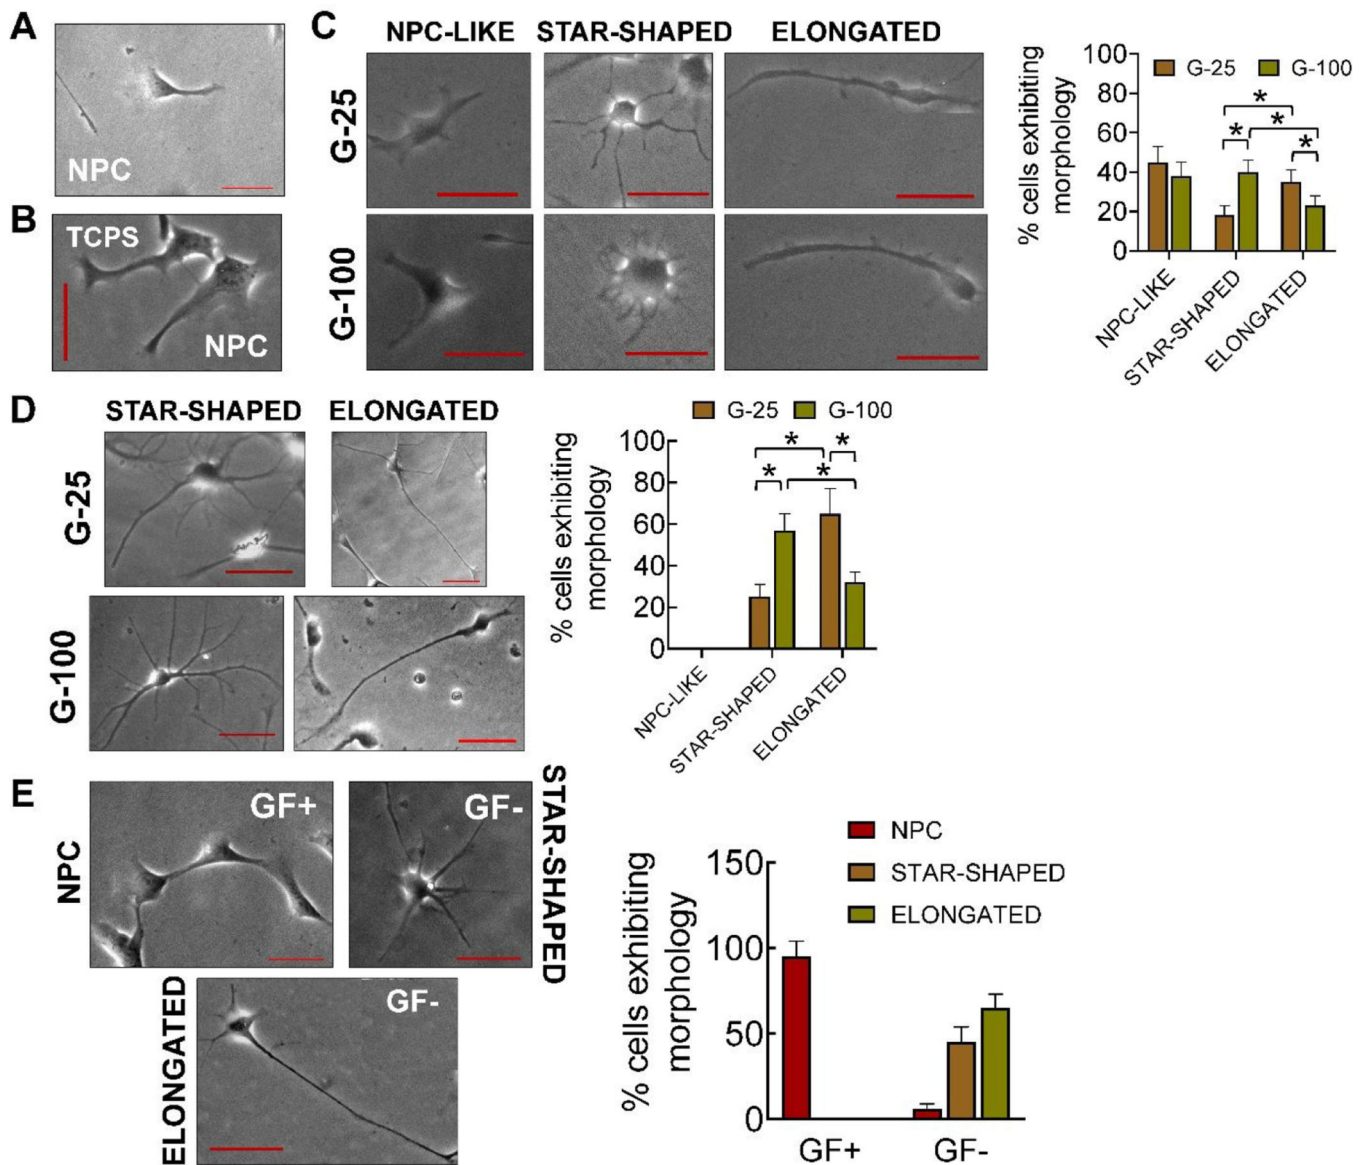 A
NPC
B
TCPS
NPC
C
NPC-LIKE STAR-SHAPED ELONGATED
G-25
G-100
% cells exhibiting
morphology
G-25 G-100
100
80
60
40
20
0
* 
* * *
NPC-LIKE
STAR-SHAPED
ELONGATED
D
STAR-SHAPED ELONGATED
G-25
G-100
% cells exhibiting
morphology
G-25 G-100
100
80
60
40
20
0
* *
* *
NPC-LIKE
STAR-SHAPED
ELONGATED
E
NPC
GF+
GF-
STAR-SHAPED
ELONGATED
GF-
% cells exhibiting
morphology
NPC
STAR-SHAPED
ELONGATED
150
100
50
0
GF+ GF-